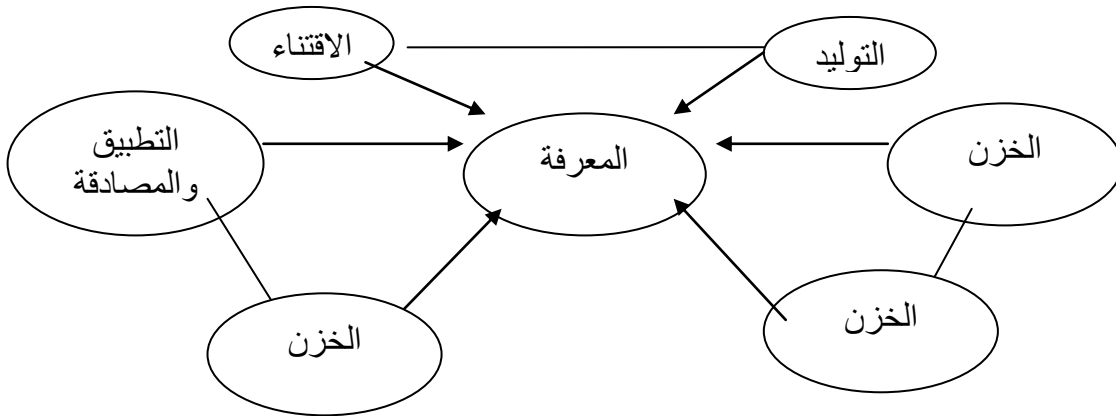 الاقتناء
التوليد
التطبيق
والمصادقة
المعرفة
الخزن
الخزن
الخزن